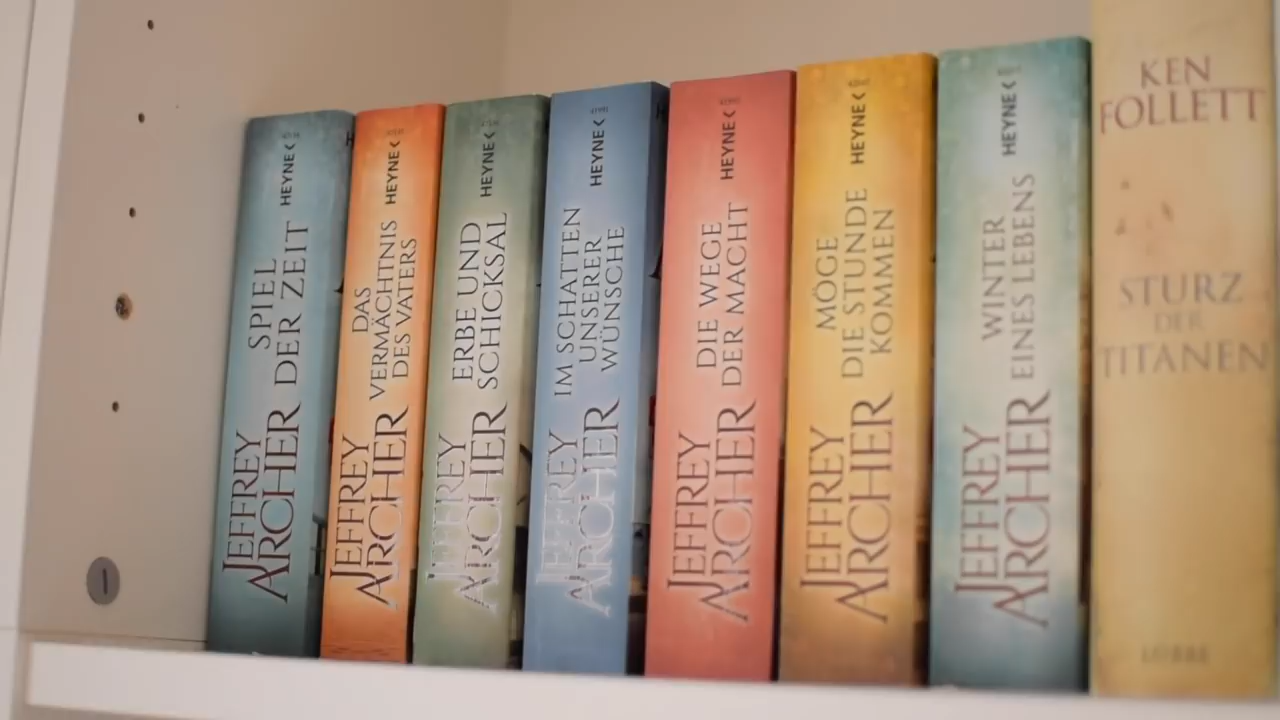 JEFFREY
ARCHER
SPIEL
DER ZEIT
HEYNE <
JEFFREY
ARCHER
DAS
VERMÄCHTNIS
DES VATERS
HEYNE <
JEFFREY
ARCHER
ERBE UND
SCHICKSAL
HEYNE <
JEFFREY
ARCHER
IM SCHATTEN
UNSERER
WÜNSCHE
HEYNE <
JEFFREY
ARCHER
DIE WEGE
DER MACHT
HEYNE <
JEFFREY
ARCHER
MÖGE
DIE STUNDE
KOMMEN
HEYNE <
JEFFREY
ARCHER
WINTER
EINES LEBENS
HEYNE <
KEN
FOLLETT
STURZ
DER
TITANEN